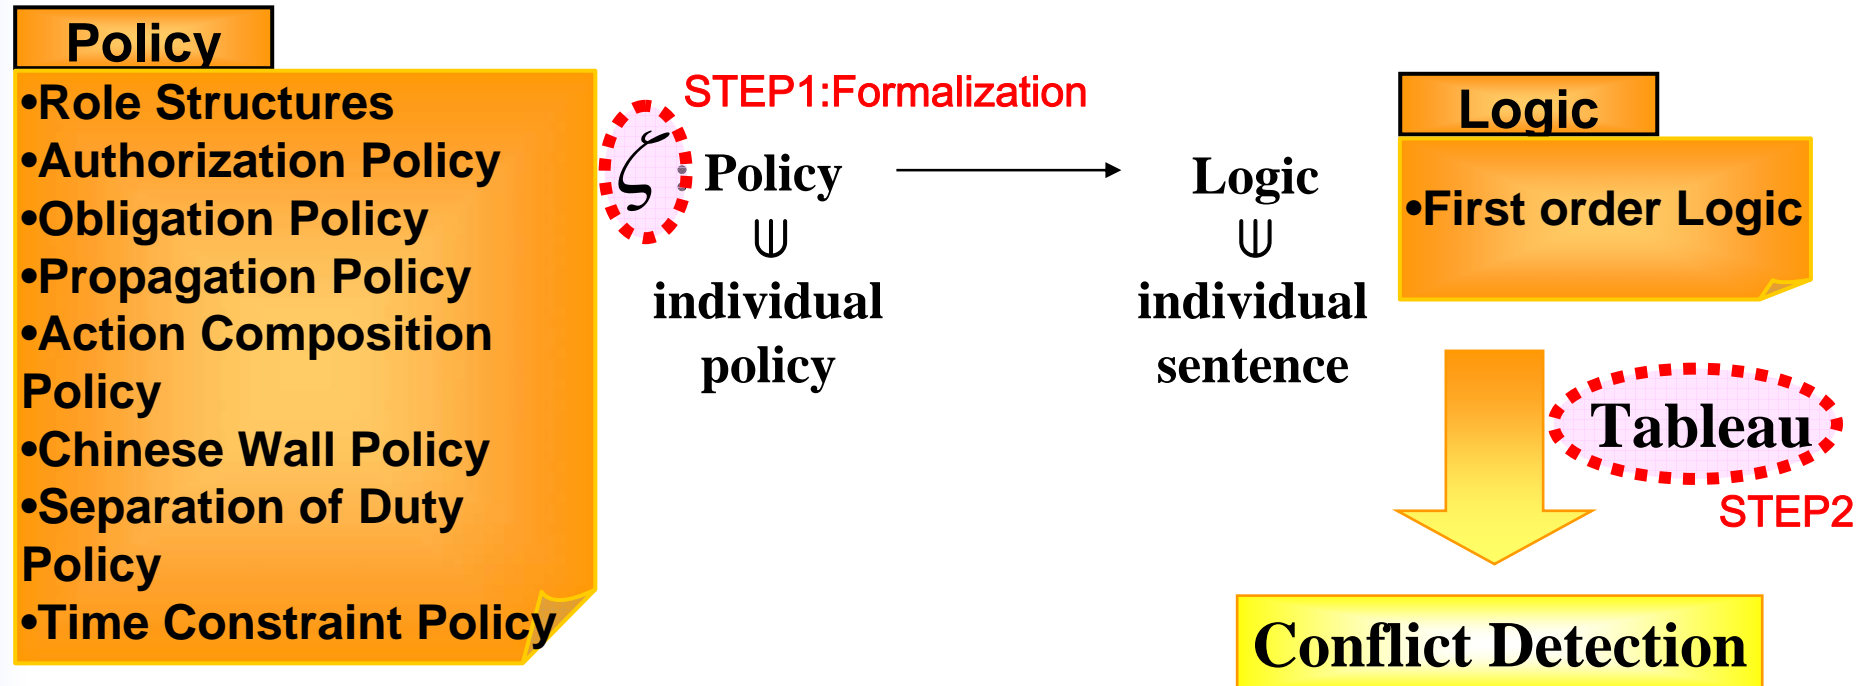 Policy
•Role Structures
•Authorization Policy
•Obligation Policy
•Propagation Policy
•Action Composition
Policy
•Chinese Wall Policy
•Separation of Duty
Policy
•Time Constraint Policy
STEP1:Formalization
ζ: Policy → Logic
⋓ ⋓
individual individual
policy sentence
Logic
•First order Logic
Tableau
STEP2
Conflict Detection